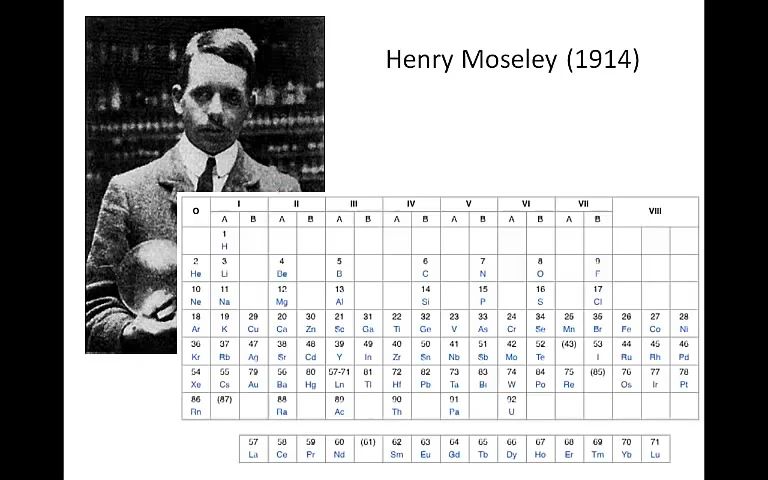 Henry Moseley (1914)
O I II III IV V VI VII VIII
A B A B A B A B A B A B A B
1
H
2 3 4 5 6 7 8 9
He Li Be B C N O F
10 11 12 13 14 15 16 17
Ne Na Mg Al Si P S Cl
18 19 29 20 30 21 31 22 32 23 33 24 34 25 35 26 27 28
Ar K Cu Ca Zn Sc Ga Ti Ge V As Cr Se Mn Br Fe Co Ni
36 37 47 38 48 39 49 40 50 41 51 42 52 (43) 53 44 45 46
Kr Rb Ag Sr Cd Y In Zr Sn Nb Sb Mo Te I Ru Rh Pd
54 55 79 56 80 57-71 81 72 82 73 83 74 84 75 (85) 76 77 78
Xe Cs Au Ba Hg Ln Tl Hf Pb Ta Bi W Po Re Os Ir Pt
86 (87) 88 89 90 91 92
Rn Ra Ac Th Pa U
57 58 59 60 (61) 62 63 64 65 66 67 68 69 70 71
La Ce Pr Nd Sm Eu Gd Tb Dy Ho Er Tm Yb Lu